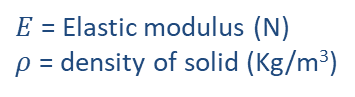 E = Elastic modulus (N)
ρ = density of solid (Kg/m³)